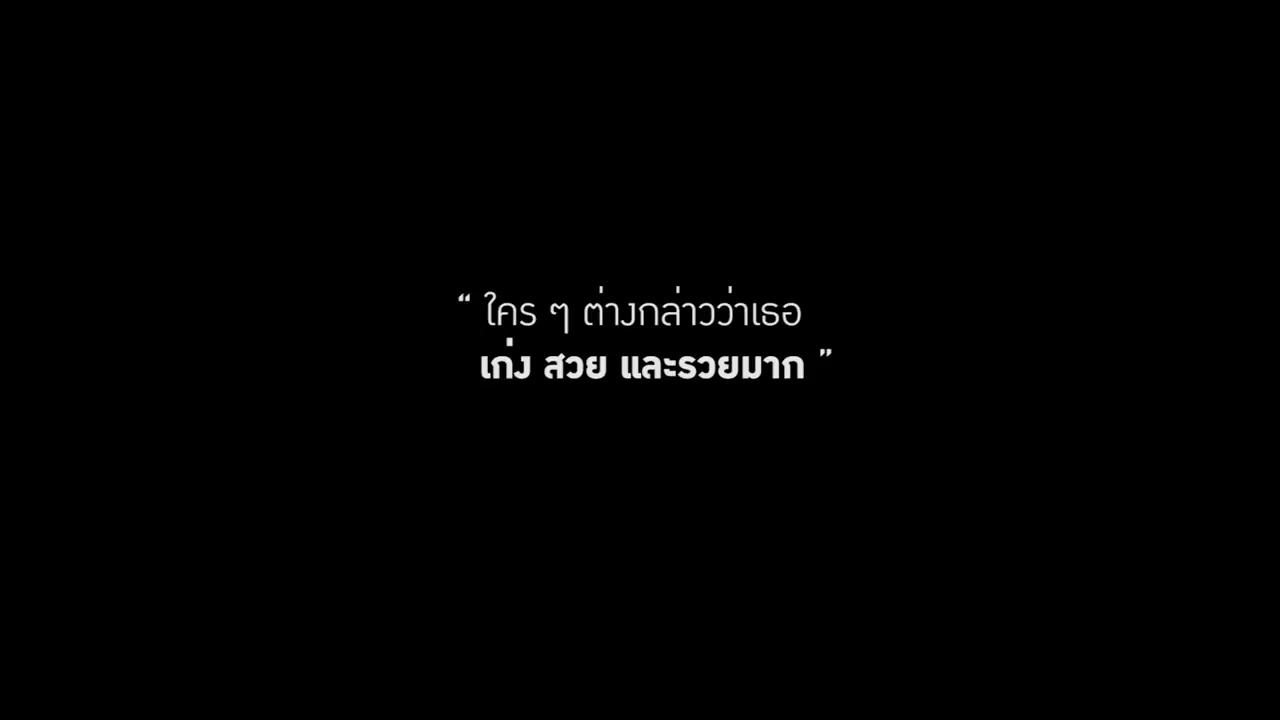 “ ใคร ๆ ต่างกล่าวว่าเธอ
เก่ง สวย และรวยมาก ”